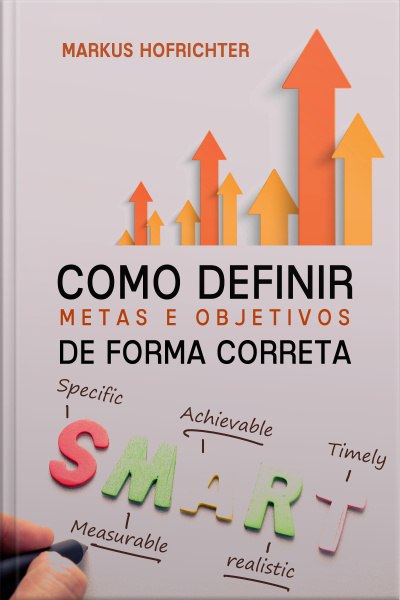 MARKUS HOFRICHTER
COMO DEFINIR
METAS E OBJETIVOS
DE FORMA CORRETA
Specific
Achievable
Timely
SMART
Measurable
realistic